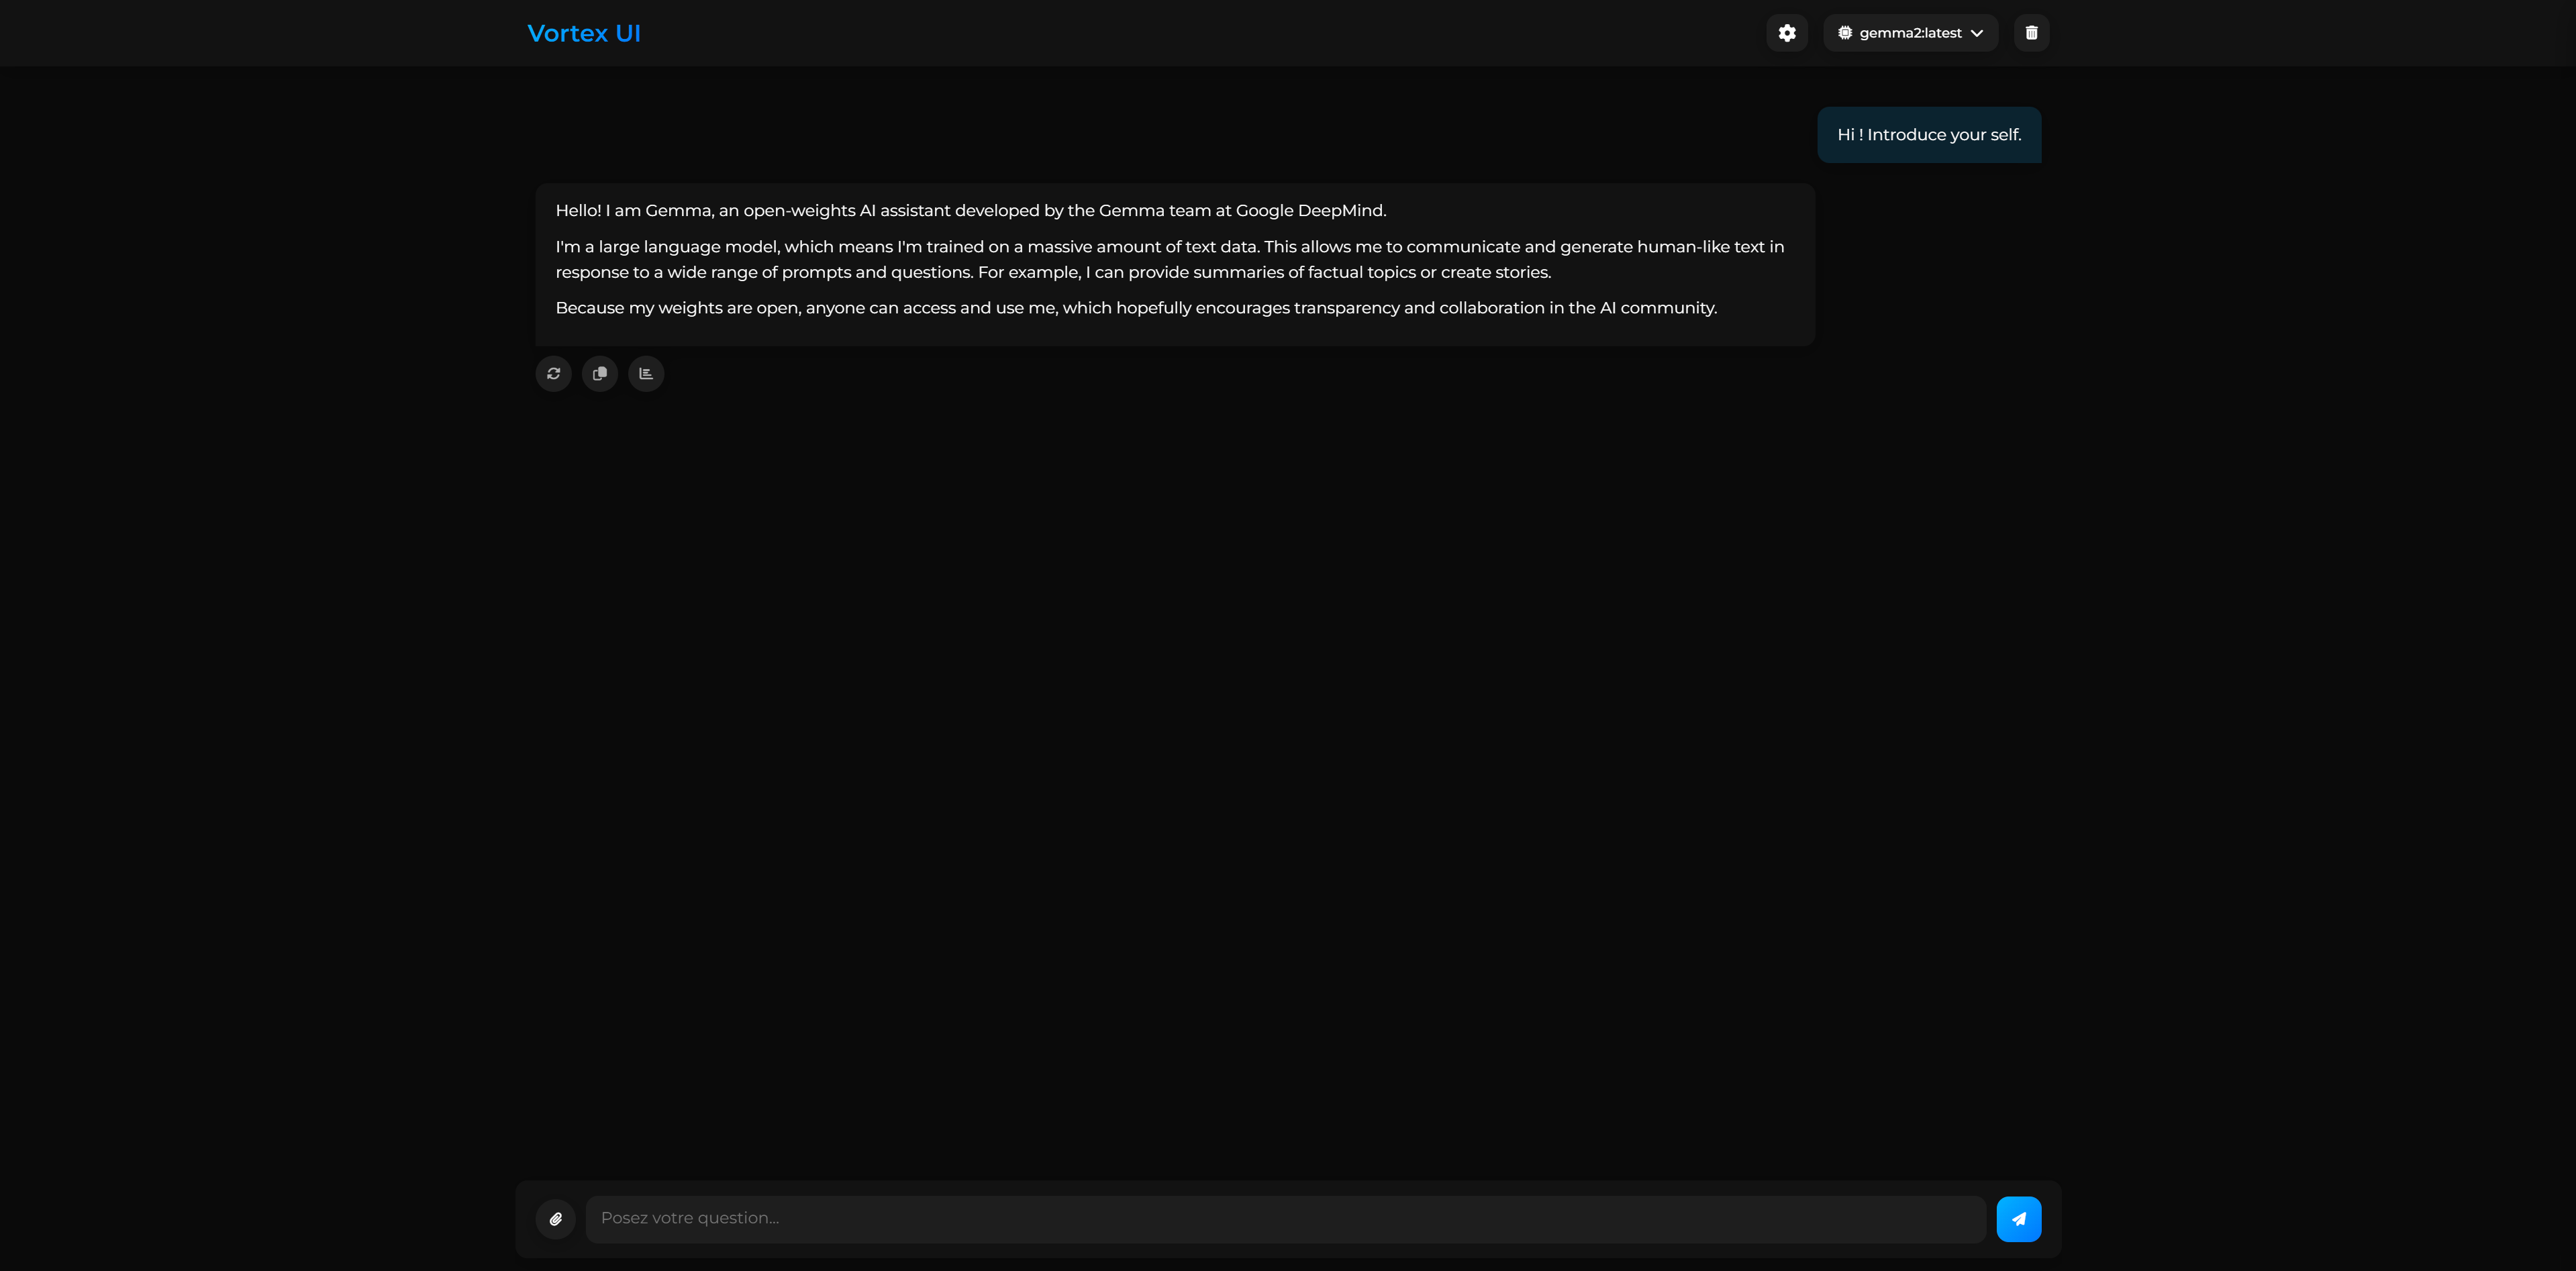 Vortex UI
gemma2:latest
Hi ! Introduce your self.
Hello! I am Gemma, an open-weights AI assistant developed by the Gemma team at Google DeepMind.
I'm a large language model, which means I'm trained on a massive amount of text data. This allows me to communicate and generate human-like text in
response to a wide range of prompts and questions. For example, I can provide summaries of factual topics or create stories.
Because my weights are open, anyone can access and use me, which hopefully encourages transparency and collaboration in the AI community.
Posez votre question...